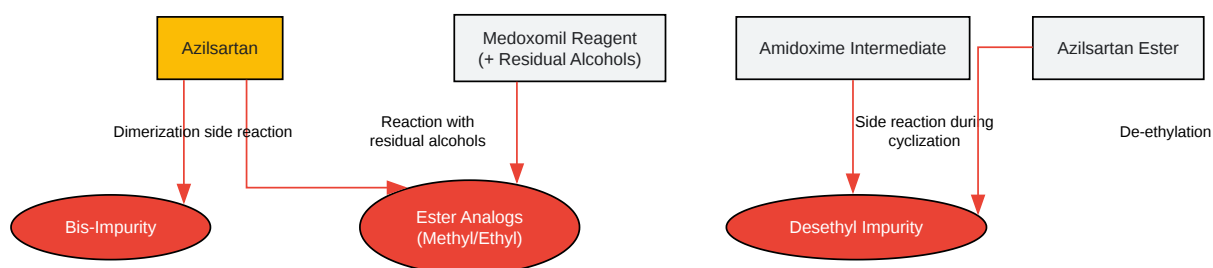 Azilsartan
Medoxomil Reagent
(+ Residual Alcohols)
Amidoxime Intermediate
Azilsartan Ester
Dimerization side reaction
Reaction with
residual alcohols
Side reaction during
cyclization
De-ethylation
Bis-Impurity
Ester Analogs
(Methyl/Ethyl)
Desethyl Impurity